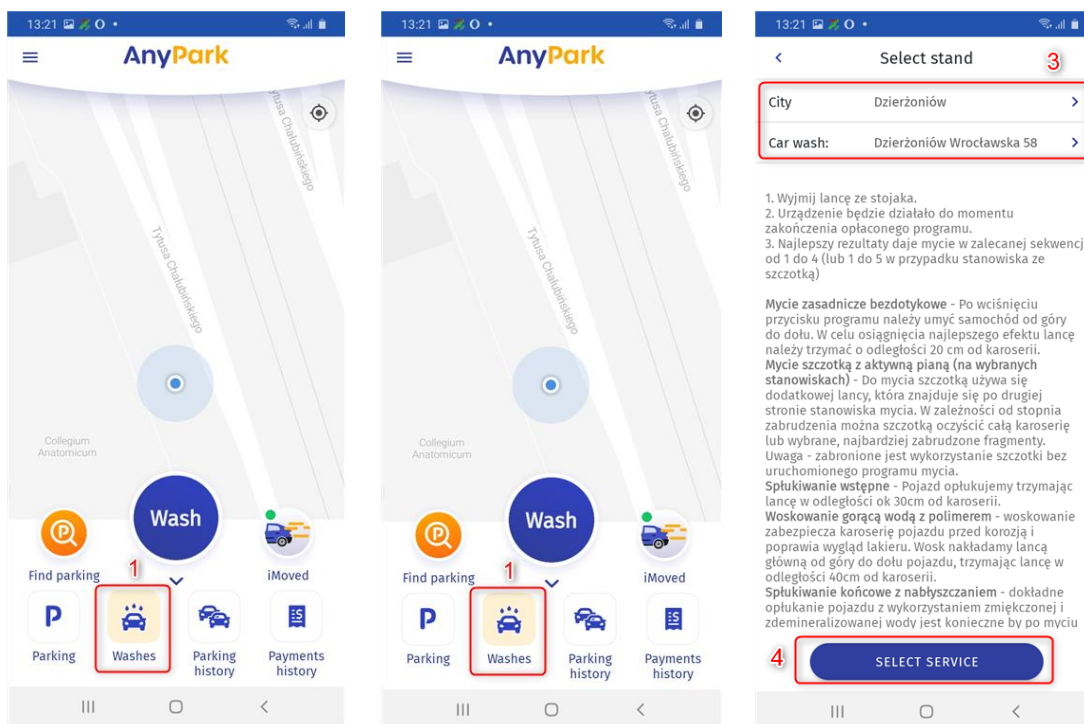 13:21
AnyPark
Tytusa Chałubińskiego
Tytusa Chałubińskiego
Collegium
Anatomicum
Wash
Find parking
1
iMoved
Parking
Washes
Parking
history
Payments
history
13:21
AnyPark
Tytusa Chałubińskiego
Tytusa Chałubińskiego
Collegium
Anatomicum
Wash
Find parking
1
iMoved
Parking
Washes
Parking
history
Payments
history
13:21
Select stand
3
City Dzierżoniów
Car wash: Dzierżoniów Wrocławska 58
1. Wyjmij lancę ze stojaka.
2. Urządzenie będzie działało do momentu
zakończenia opłaconego programu.
3. Najlepszy rezultaty daje mycie w zalecanej sekwencj
od 1 do 4 (lub 1 do 5 w przypadku stanowiska ze
szczotką)
Mycie zasadnicze bezdotykowe - Po wciśnięciu
przycisku programu należy umyć samochód od góry
do dołu. W celu osiągnięcia najlepszego efektu lancę
należy trzymać o odległości 20 cm od karoserii.
Mycie szczotką z aktywną pianą (na wybranych
stanowiskach) - Do mycia szczotką używa się
dodatkowej lancy, która znajduje się po drugiej
stronie stanowiska mycia. W zależności od stopnia
zabrudzenia można szczotką oczyścić całą karoserię
lub wybrane, najbardziej zabrudzone fragmenty.
Uwaga - zabronione jest wykorzystanie szczotki bez
uruchomionego programu mycia.
Spłukiwanie wstępne - Pojazd opłukujemy trzymając
lancę w odległości ok 30cm od karoserii.
Woskowanie gorącą wodą z polimerem - woskowanie
zabezpiecza karoserię pojazdu przed korozją i
poprawia wygląd lakieru. Wosk nakładamy lancą
główną od góry do dołu pojazdu, trzymając lancę w
odległości 40cm od karoserii.
Spłukiwanie końcowe z nabłyszczaniem - dokładne
opłukanie pojazdu z wykorzystaniem zmiękczonej i
zdemineralizowanej wody jest konieczne by po myciu
4
SELECT SERVICE